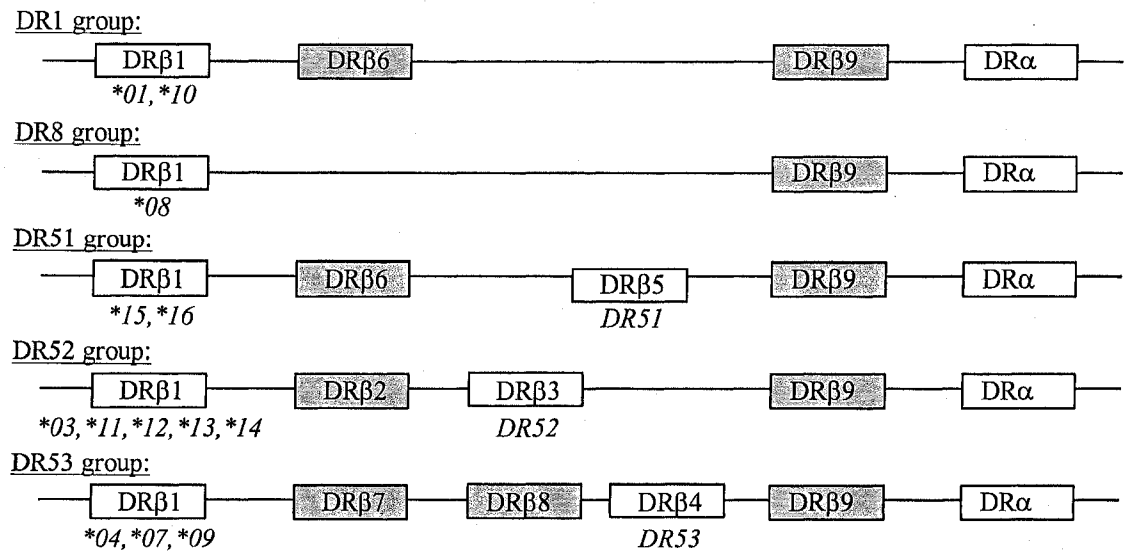 DR1 group:
DRβ1 DRβ6 DRβ9 DRα
*01, *10
DR8 group:
DRβ1 DRβ9 DRα
*08
DR51 group:
DRβ1 DRβ6 DRβ5 DRβ9 DRα
*15, *16 DR51
DR52 group:
DRβ1 DRβ2 DRβ3 DRβ9 DRα
*03, *11, *12, *13, *14 DR52
DR53 group:
DRβ1 DRβ7 DRβ8 DRβ4 DRβ9 DRα
*04, *07, *09 DR53